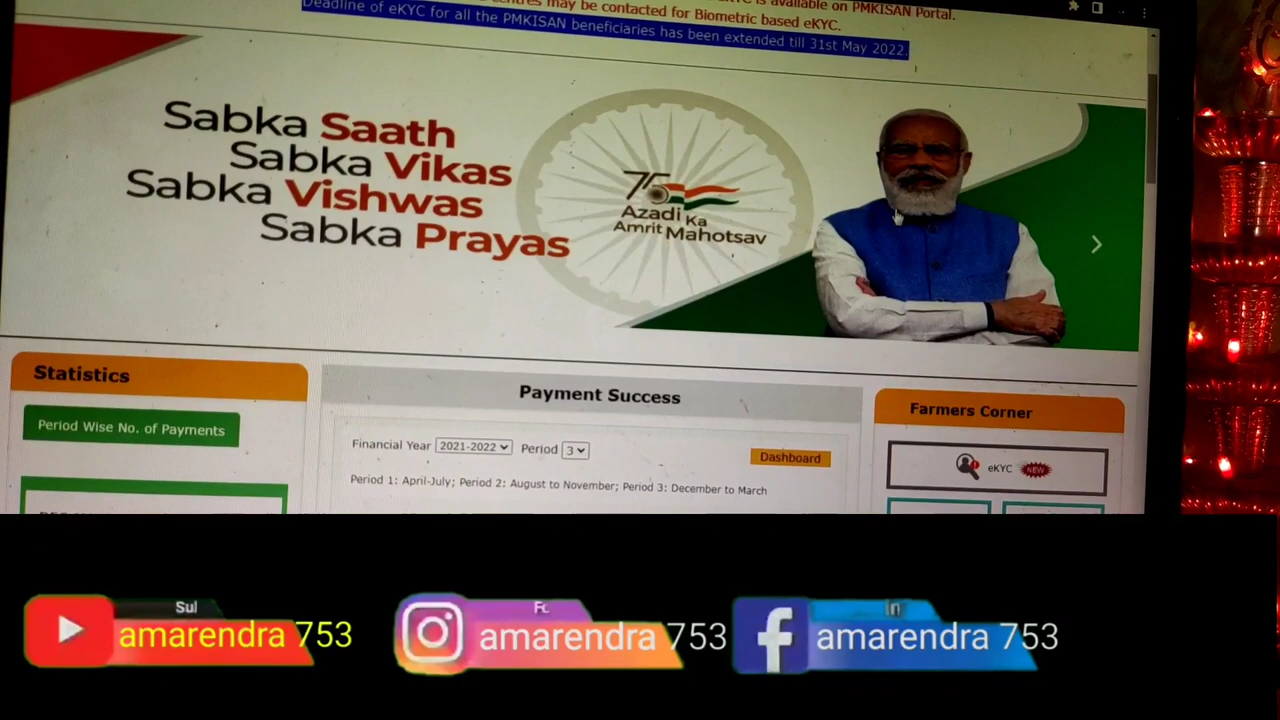 is available on PMKISAN Portal.
centres may be contacted for Biometric based eKYC.
Deadline of eKYC for all the PMKISAN beneficiaries has been extended till 31st May 2022.
Sabka Saath
Sabka Vikas
Sabka Vishwas
Sabka Prayas
75
Azadi Ka
Amrit Mahotsav
Statistics
Period Wise No. of Payments
Payment Success
Financial Year 2021-2022 Period 3
Dashboard
Period 1: April-July; Period 2: August to November; Period 3: December to March
Farmers Corner
eKYC NEW
amarendra 753
amarendra 753
amarendra 753